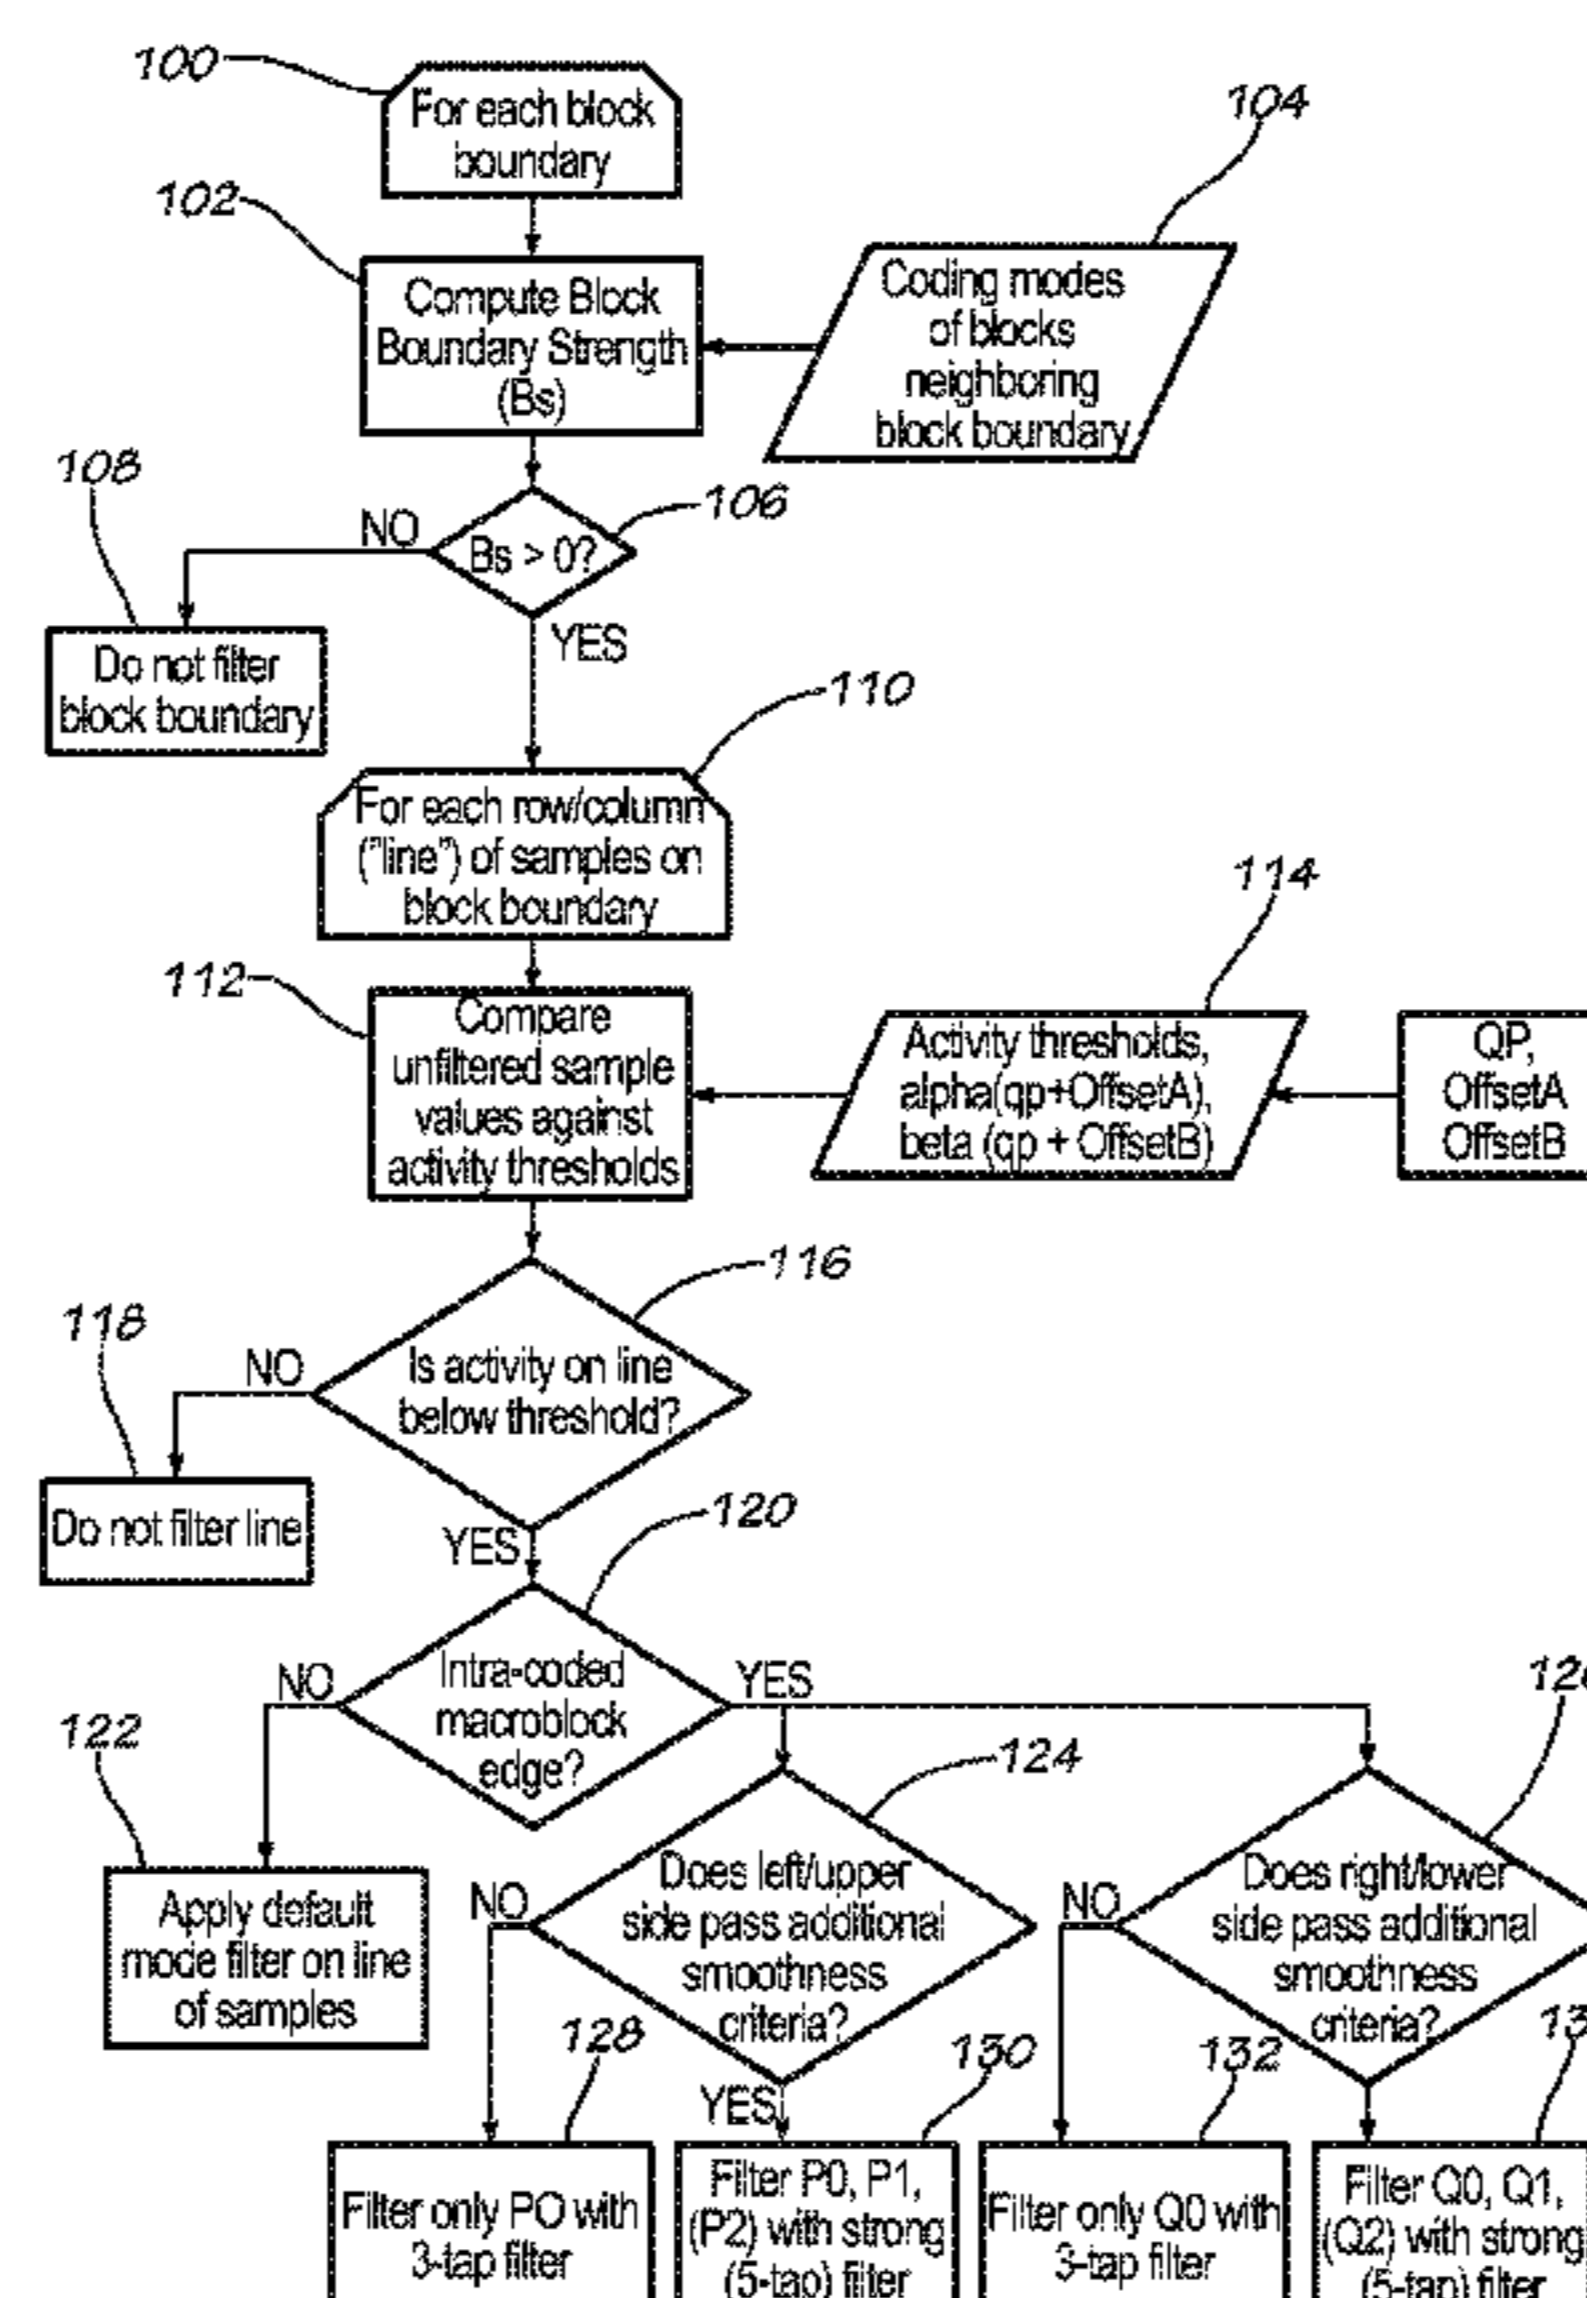 100
For each block
boundary
104
102
Compute Block
Boundary Strength
(Bs)
Coding modes
of blocks
neighboring
block boundary
108
106
NO
Bs > 0?
YES
Do not filter
block boundary
110
For each row/column
("line") of samples on
block boundary
114
112
Compare
unfiltered sample
values against
activity thresholds
Activity thresholds,
alpha(qp+OffsetA),
beta (qp + OffsetB)
QP,
OffsetA
OffsetB
116
118
NO
Is activity on line
below threshold?
Do not filter line
YES
120
NO
Intra-coded
macroblock
edge?
YES
122
124
Apply default
mode filter on line
of samples
NO
Does left/upper
side pass additional
smoothness
criteria?
NO
Does right/lower
side pass additional
smoothness
criteria?
128
YES
130
132
Filter only PO with
3-tap filter
Filter P0, P1,
(P2) with strong
(5-tap) filter
Filter only Q0 with
3-tap filter
Filter Q0, Q1,
(Q2) with strong
(5-tap) filter